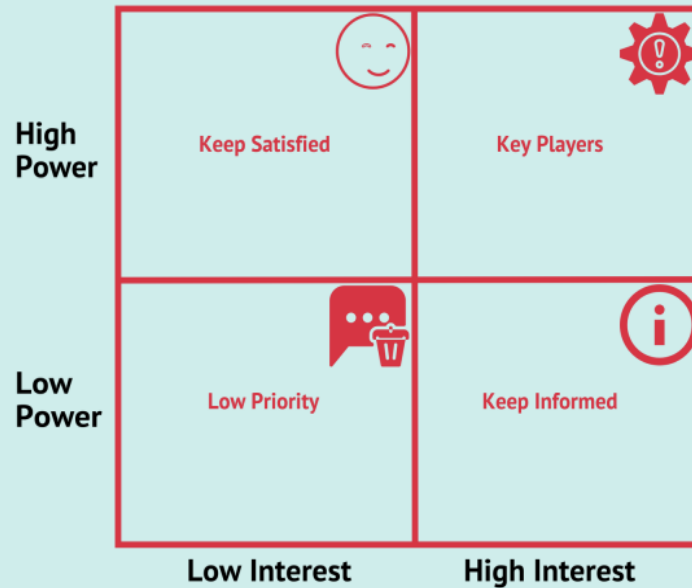 High
Power
Keep Satisfied
Key Players
Low
Power
Low Priority
Keep Informed
Low Interest
High Interest